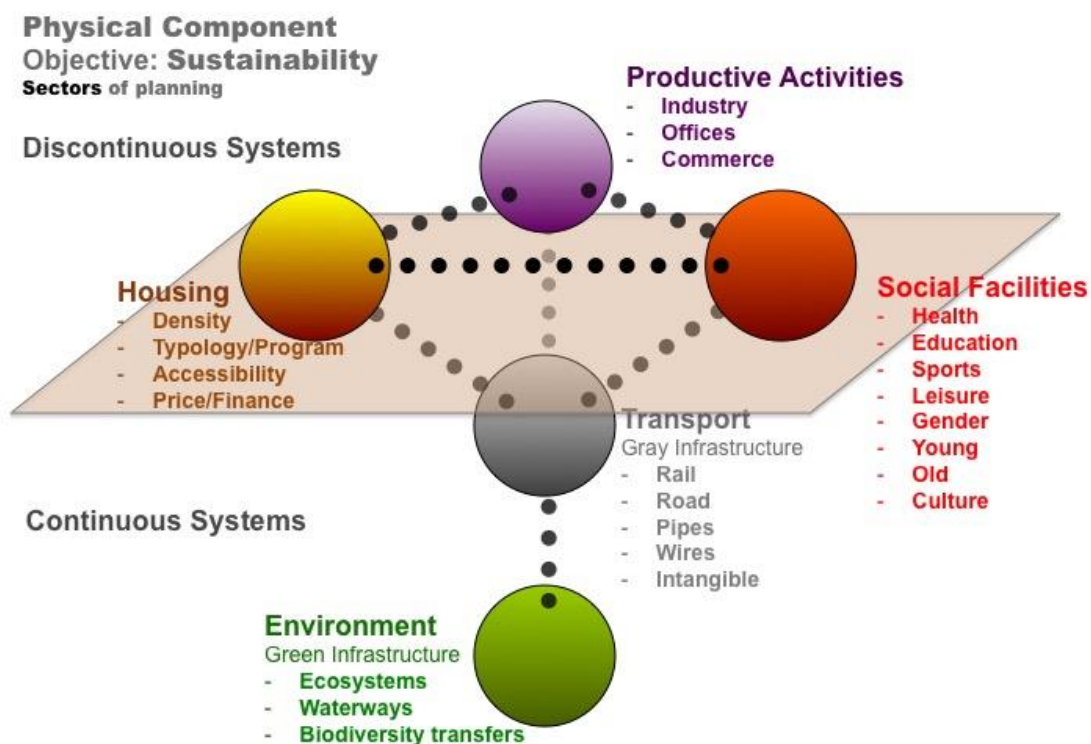 Physical Component
Objective: Sustainability
Sectors of planning
Discontinuous Systems
Productive Activities
- Industry
- Offices
- Commerce
Housing
- Density
- Typology/Program
- Accessibility
- Price/Finance
Social Facilities
- Health
- Education
- Sports
- Leisure
- Gender
- Young
- Old
- Culture
Transport
Gray Infrastructure
- Rail
- Road
- Pipes
- Wires
- Intangible
Continuous Systems
Environment
Green Infrastructure
- Ecosystems
- Waterways
- Biodiversity transfers